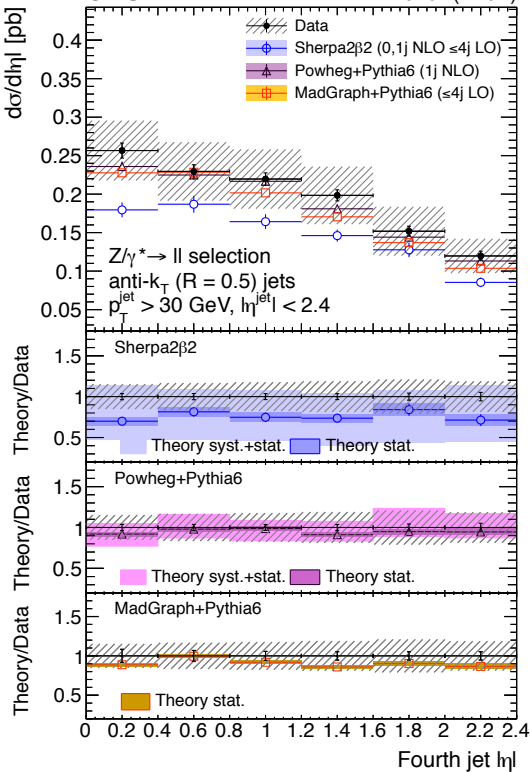 dσ/d|η| [pb]
0.4
0.35
0.3
0.25
0.2
0.15
0.1
0.05
Data
Sherpa2β2 (0,1j NLO ≤4j LO)
Powheg+Pythia6 (1j NLO)
MadGraph+Pythia6 (≤4j LO)
Z/γ*→ ll selection
anti-k_T (R = 0.5) jets
p_T^jet > 30 GeV, |η^jet| < 2.4
Theory/Data
1.5
1
0.5
Sherpa2β2
Theory syst.+stat.
Theory stat.
Theory/Data
1.5
1
0.5
Powheg+Pythia6
Theory syst.+stat.
Theory stat.
Theory/Data
1.5
1
0.5
MadGraph+Pythia6
Theory stat.
0 0.2 0.4 0.6 0.8 1 1.2 1.4 1.6 1.8 2 2.2 2.4
Fourth jet |η|